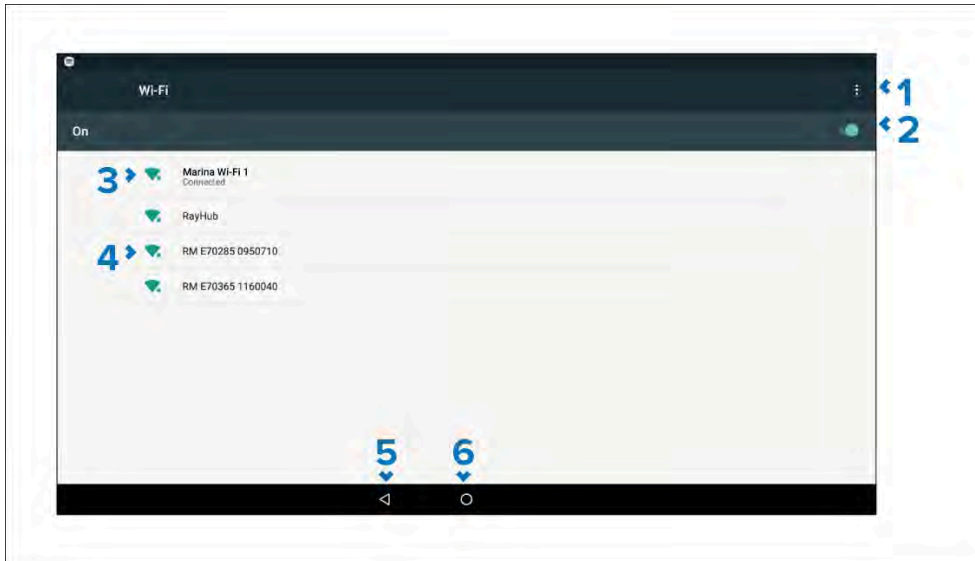 Wi-Fi
1
On
2
3
Marina Wi-Fi 1
Connected
RayHub
4
RM E70285 0950710
RM E70365 1160040
5 6